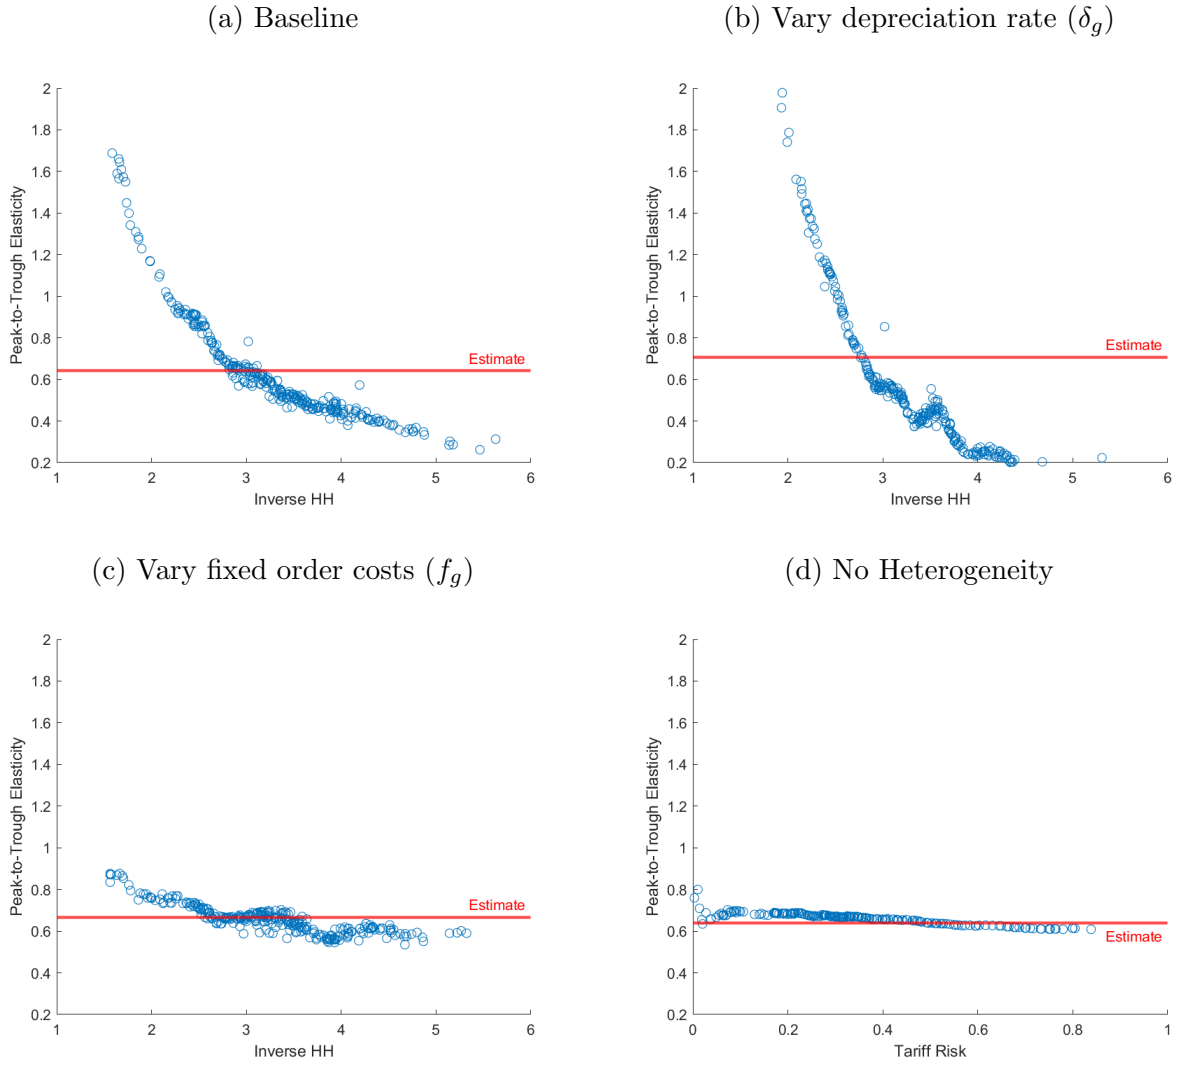 (a) Baseline
2
1.8
1.6
1.4
1.2
1
0.8
0.6
0.4
0.2
Peak-to-Trough Elasticity
Estimate
1 2 3 4 5 6
Inverse HH
(b) Vary depreciation rate (δ_g)
2
1.8
1.6
1.4
1.2
1
0.8
0.6
0.4
0.2
Peak-to-Trough Elasticity
Estimate
1 2 3 4 5 6
Inverse HH
(c) Vary fixed order costs (f_g)
2
1.8
1.6
1.4
1.2
1
0.8
0.6
0.4
0.2
Peak-to-Trough Elasticity
Estimate
1 2 3 4 5 6
Inverse HH
(d) No Heterogeneity
2
1.8
1.6
1.4
1.2
1
0.8
0.6
0.4
0.2
Peak-to-Trough Elasticity
Estimate
0 0.2 0.4 0.6 0.8 1
Tariff Risk